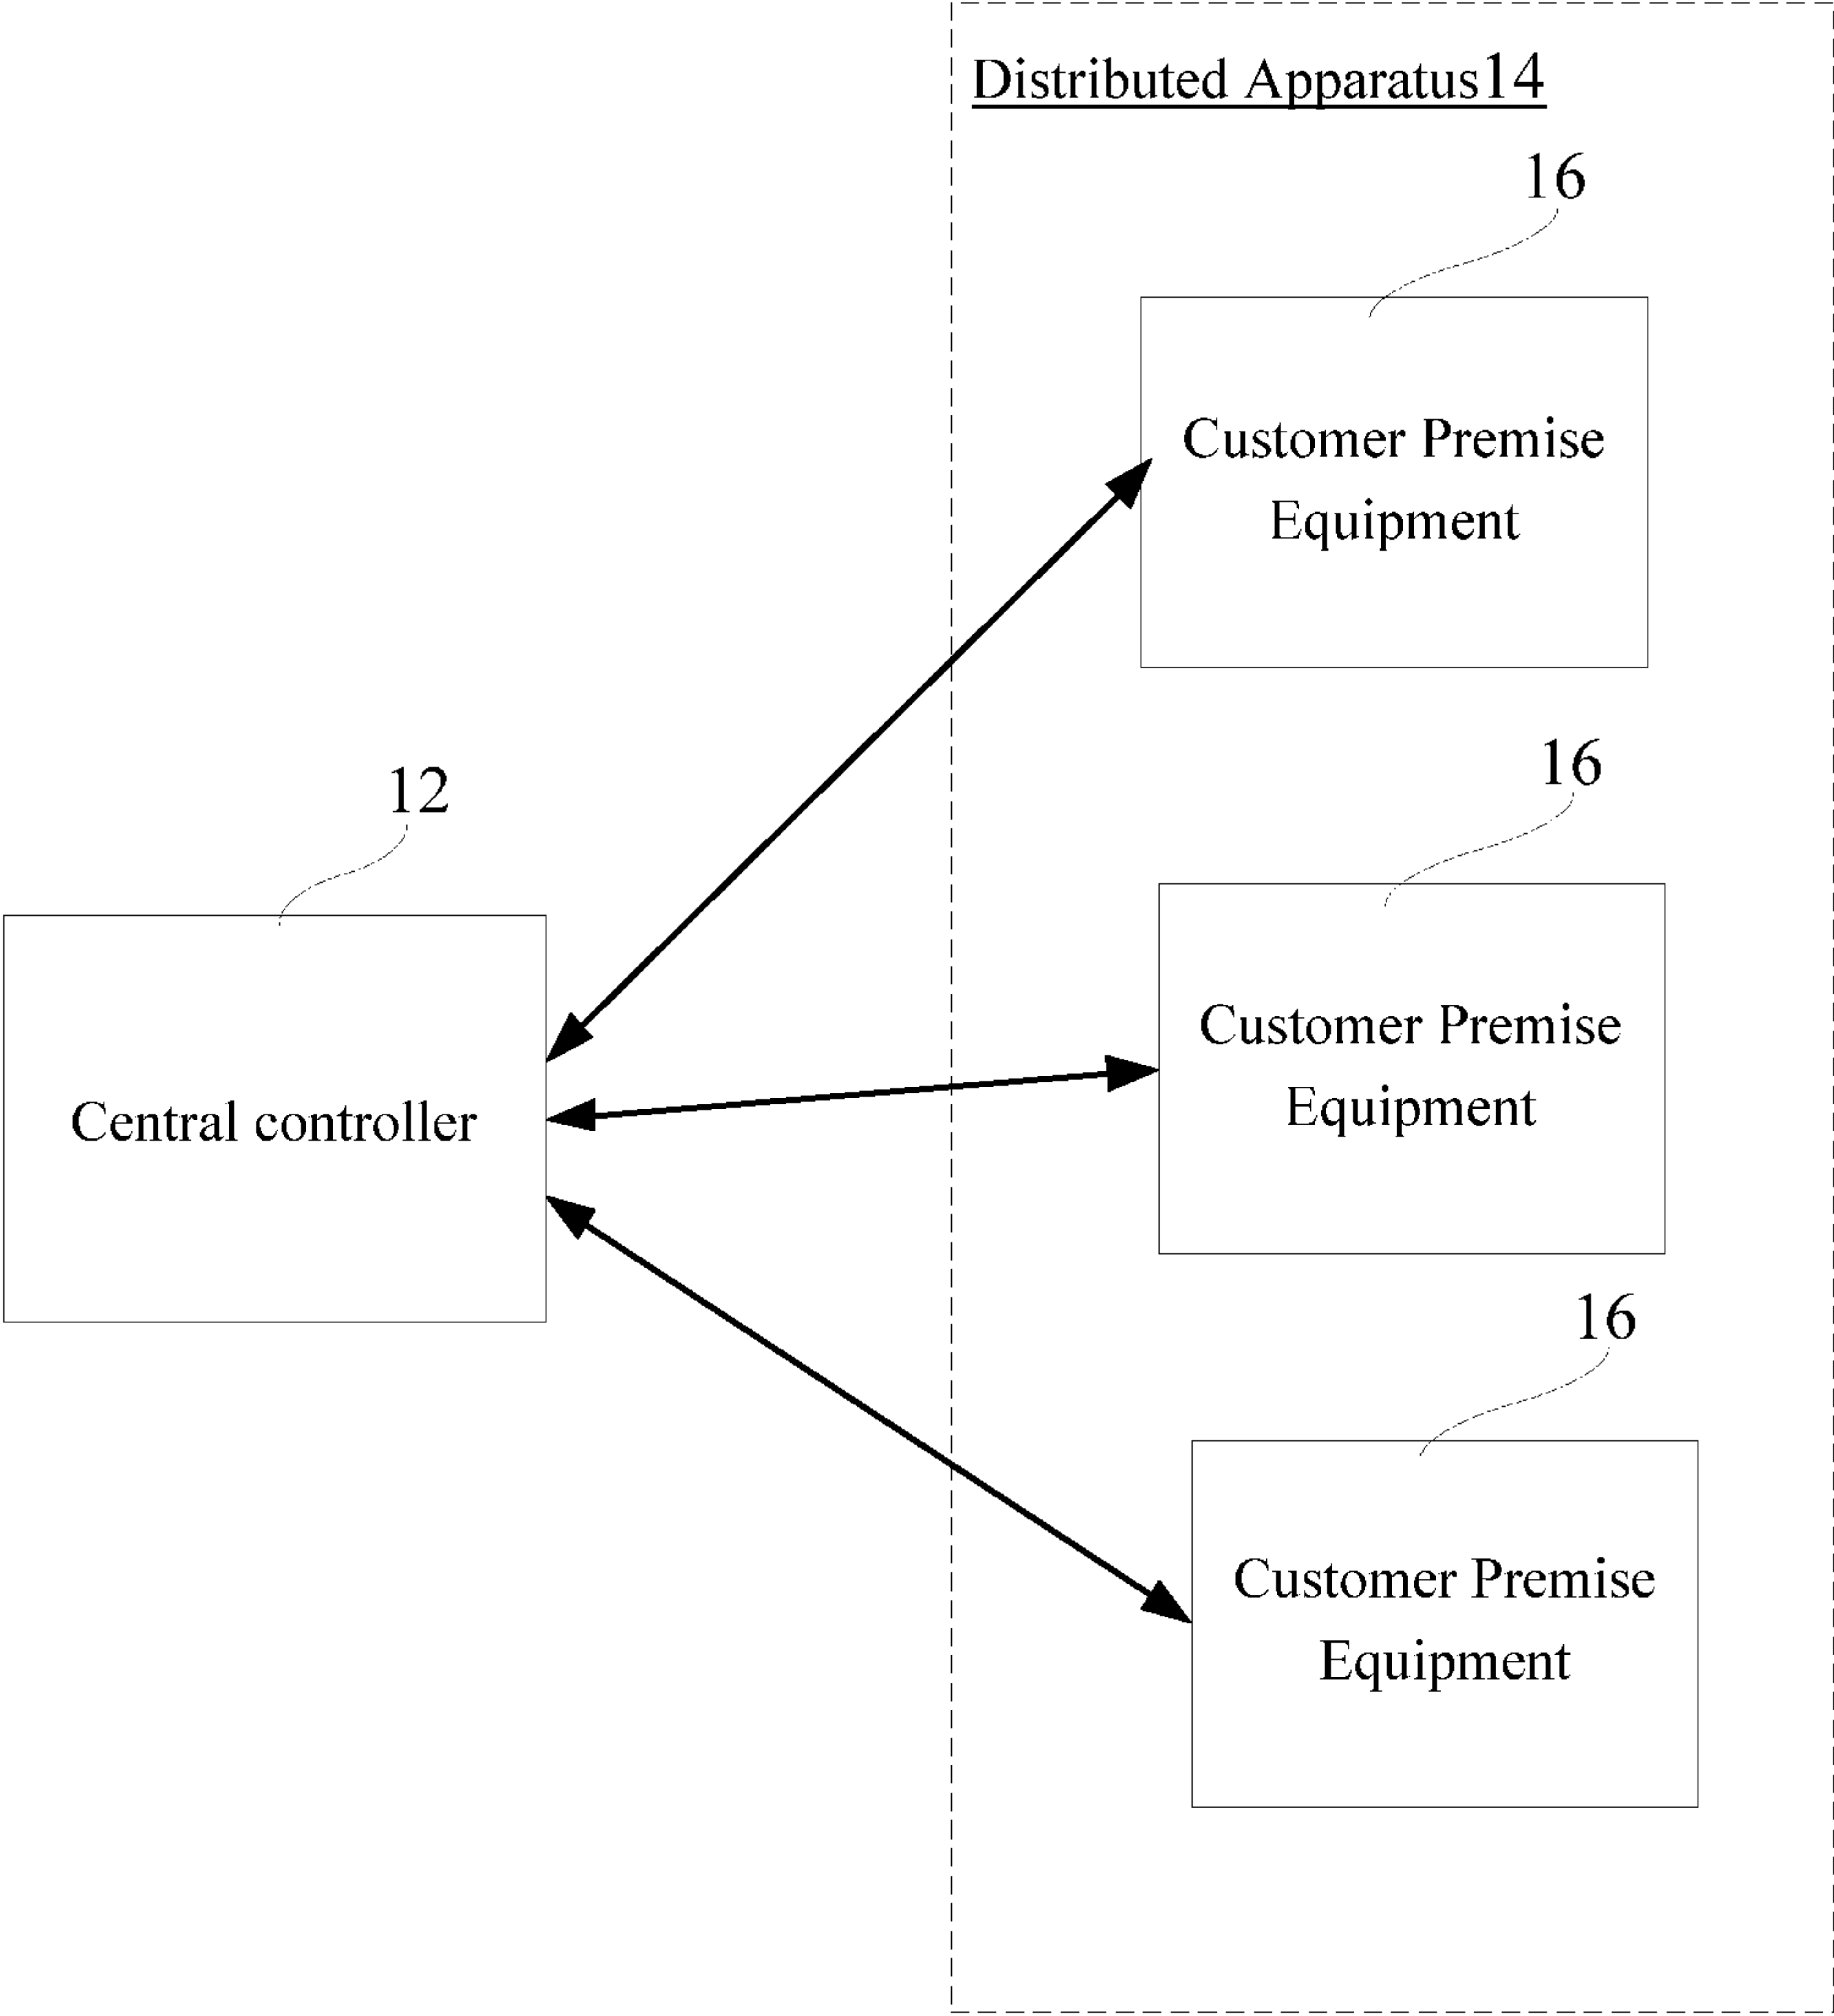 Distributed Apparatus14
16
Customer Premise
Equipment
12
Central controller
16
Customer Premise
Equipment
16
Customer Premise
Equipment